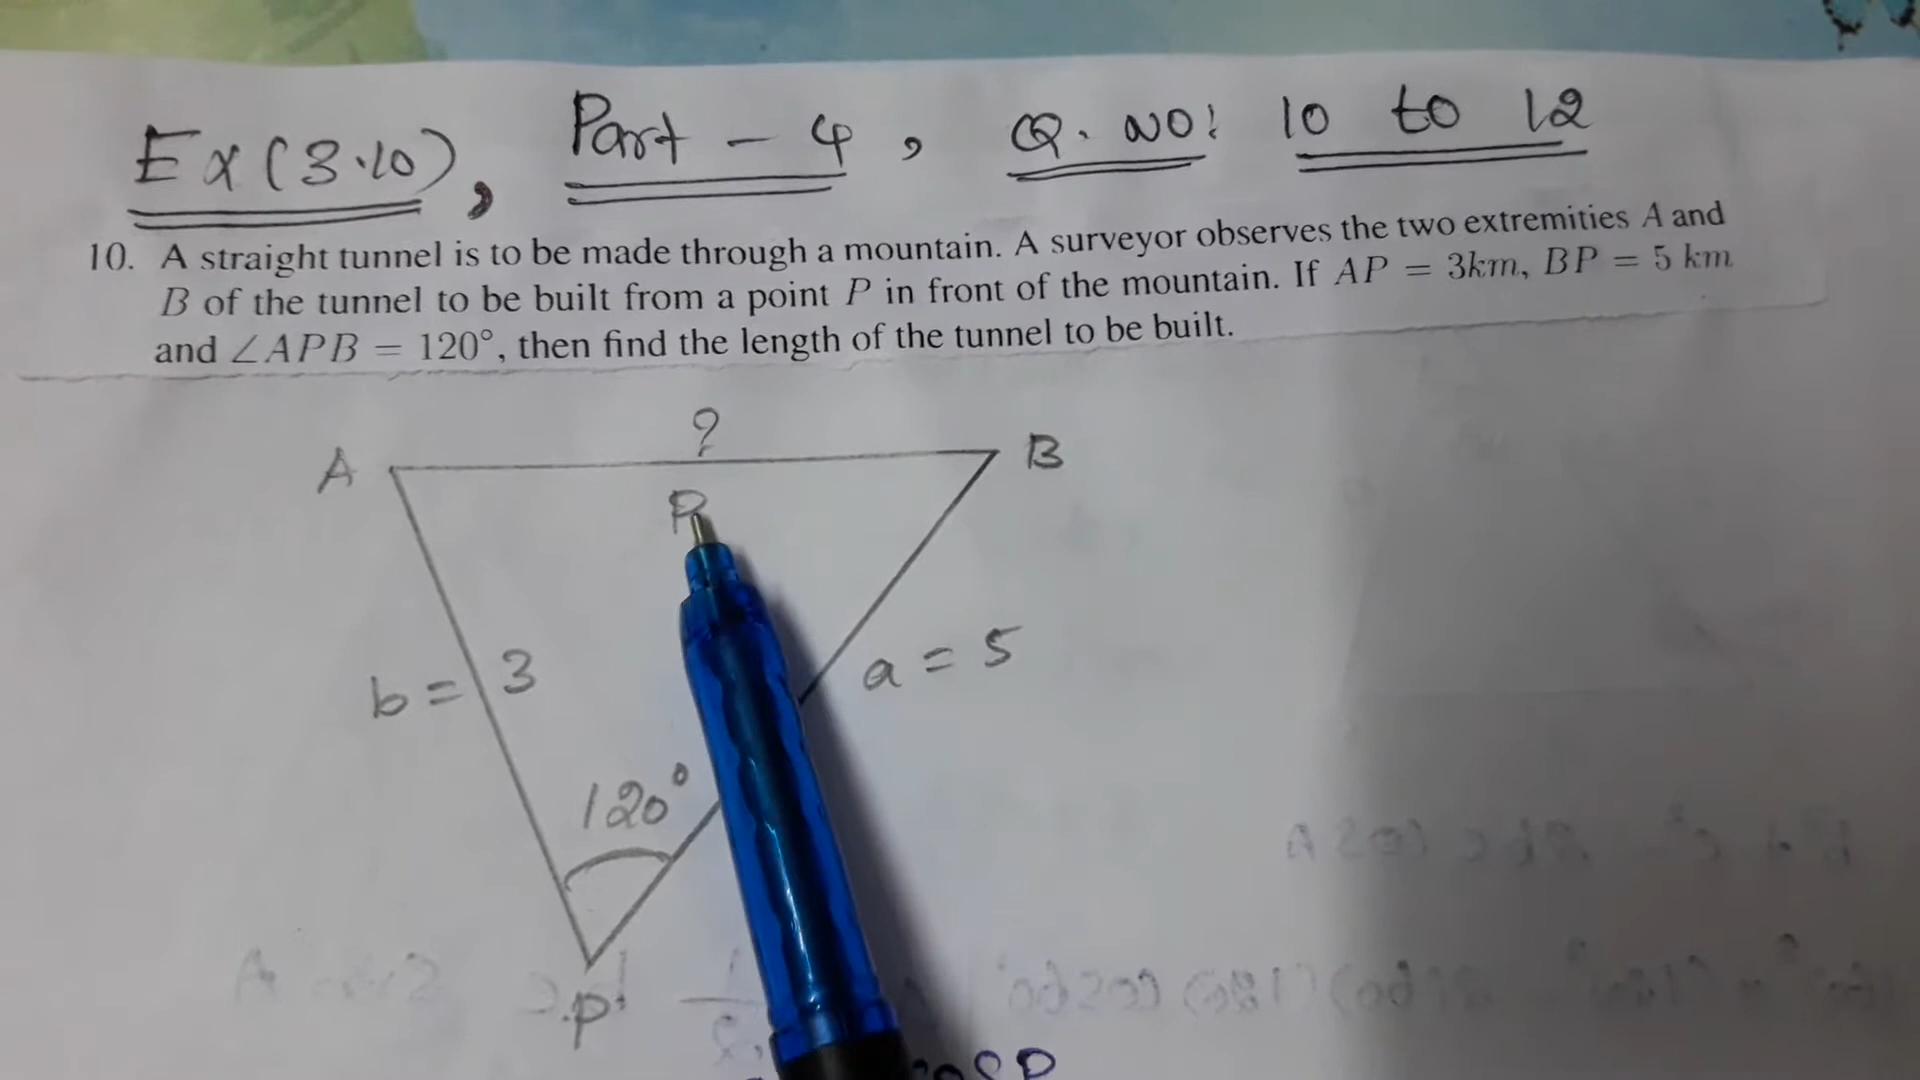 Ex (3.10), Part - 4, Q. NO: 10 to 12
10. A straight tunnel is to be made through a mountain. A surveyor observes the two extremities A and
B of the tunnel to be built from a point P in front of the mountain. If AP = 3km, BP = 5 km
and ∠APB = 120°, then find the length of the tunnel to be built.
?
A B
P
b = 3 a = 5
120°
P